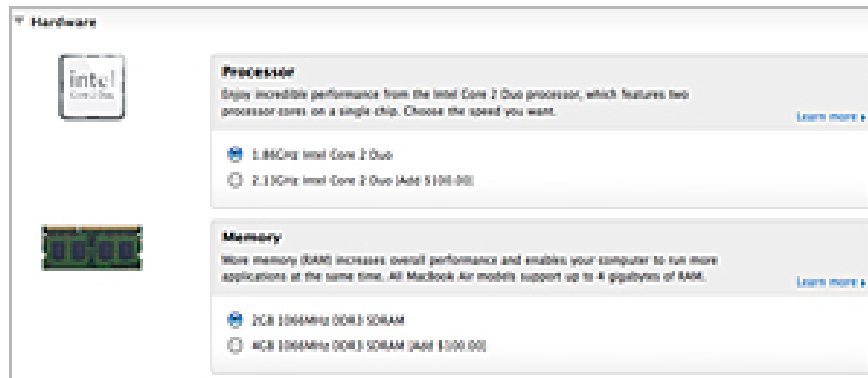 Hardware
intel
Core 2 Duo
Processor
Enjoy incredible performance from the Intel Core 2 Duo processor, which features two
processor cores on a single chip. Choose the speed you want.
Learn more
1.86GHz Intel Core 2 Duo
2.13GHz Intel Core 2 Duo [Add $100.00]
Memory
More memory (RAM) increases overall performance and enables your computer to run more
applications at the same time. All MacBook Air models support up to 4 gigabytes of RAM.
Learn more
2GB 1066MHz DDR3 SDRAM
4GB 1066MHz DDR3 SDRAM [Add $100.00]